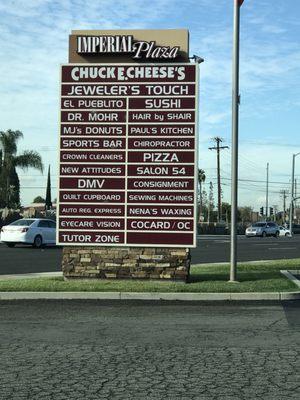 IMPERIAL Plaza
CHUCK E. CHEESE'S
JEWELER'S TOUCH
EL PUEBLITO
SUSHI
DR. MOHR
HAIR by SHAIR
MJ'S DONUTS
PAUL'S KITCHEN
SPORTS BAR
CHIROPRACTOR
CROWN CLEANERS
PIZZA
NEW ATTITUDES
SALON 54
DMV
CONSIGNMENT
QUILT CUPBOARD
SEWING MACHINES
AUTO REG. EXPRESS
NENA'S WAXING
EYECARE VISION
COCARD / OC
TUTOR ZONE